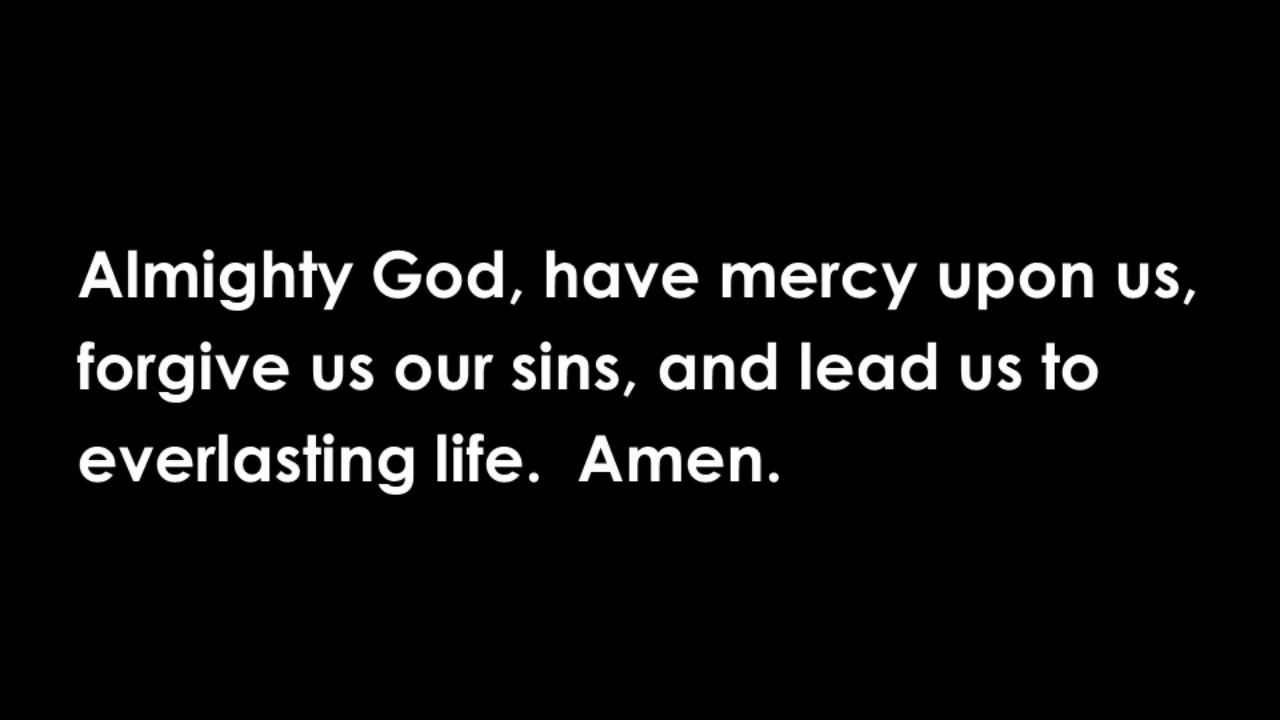 Almighty God, have mercy upon us,
forgive us our sins, and lead us to
everlasting life.  Amen.